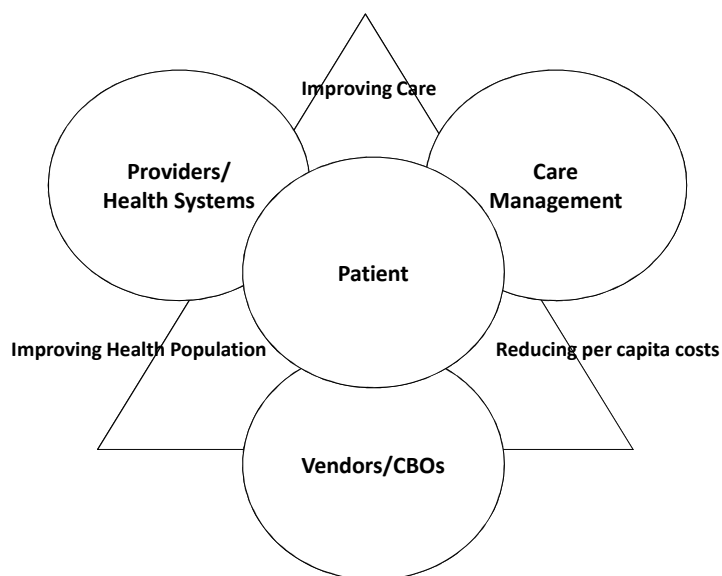 Improving Care
Providers/
Health Systems
Care
Management
Patient
Improving Health Population
Reducing per capita costs
Vendors/CBOs